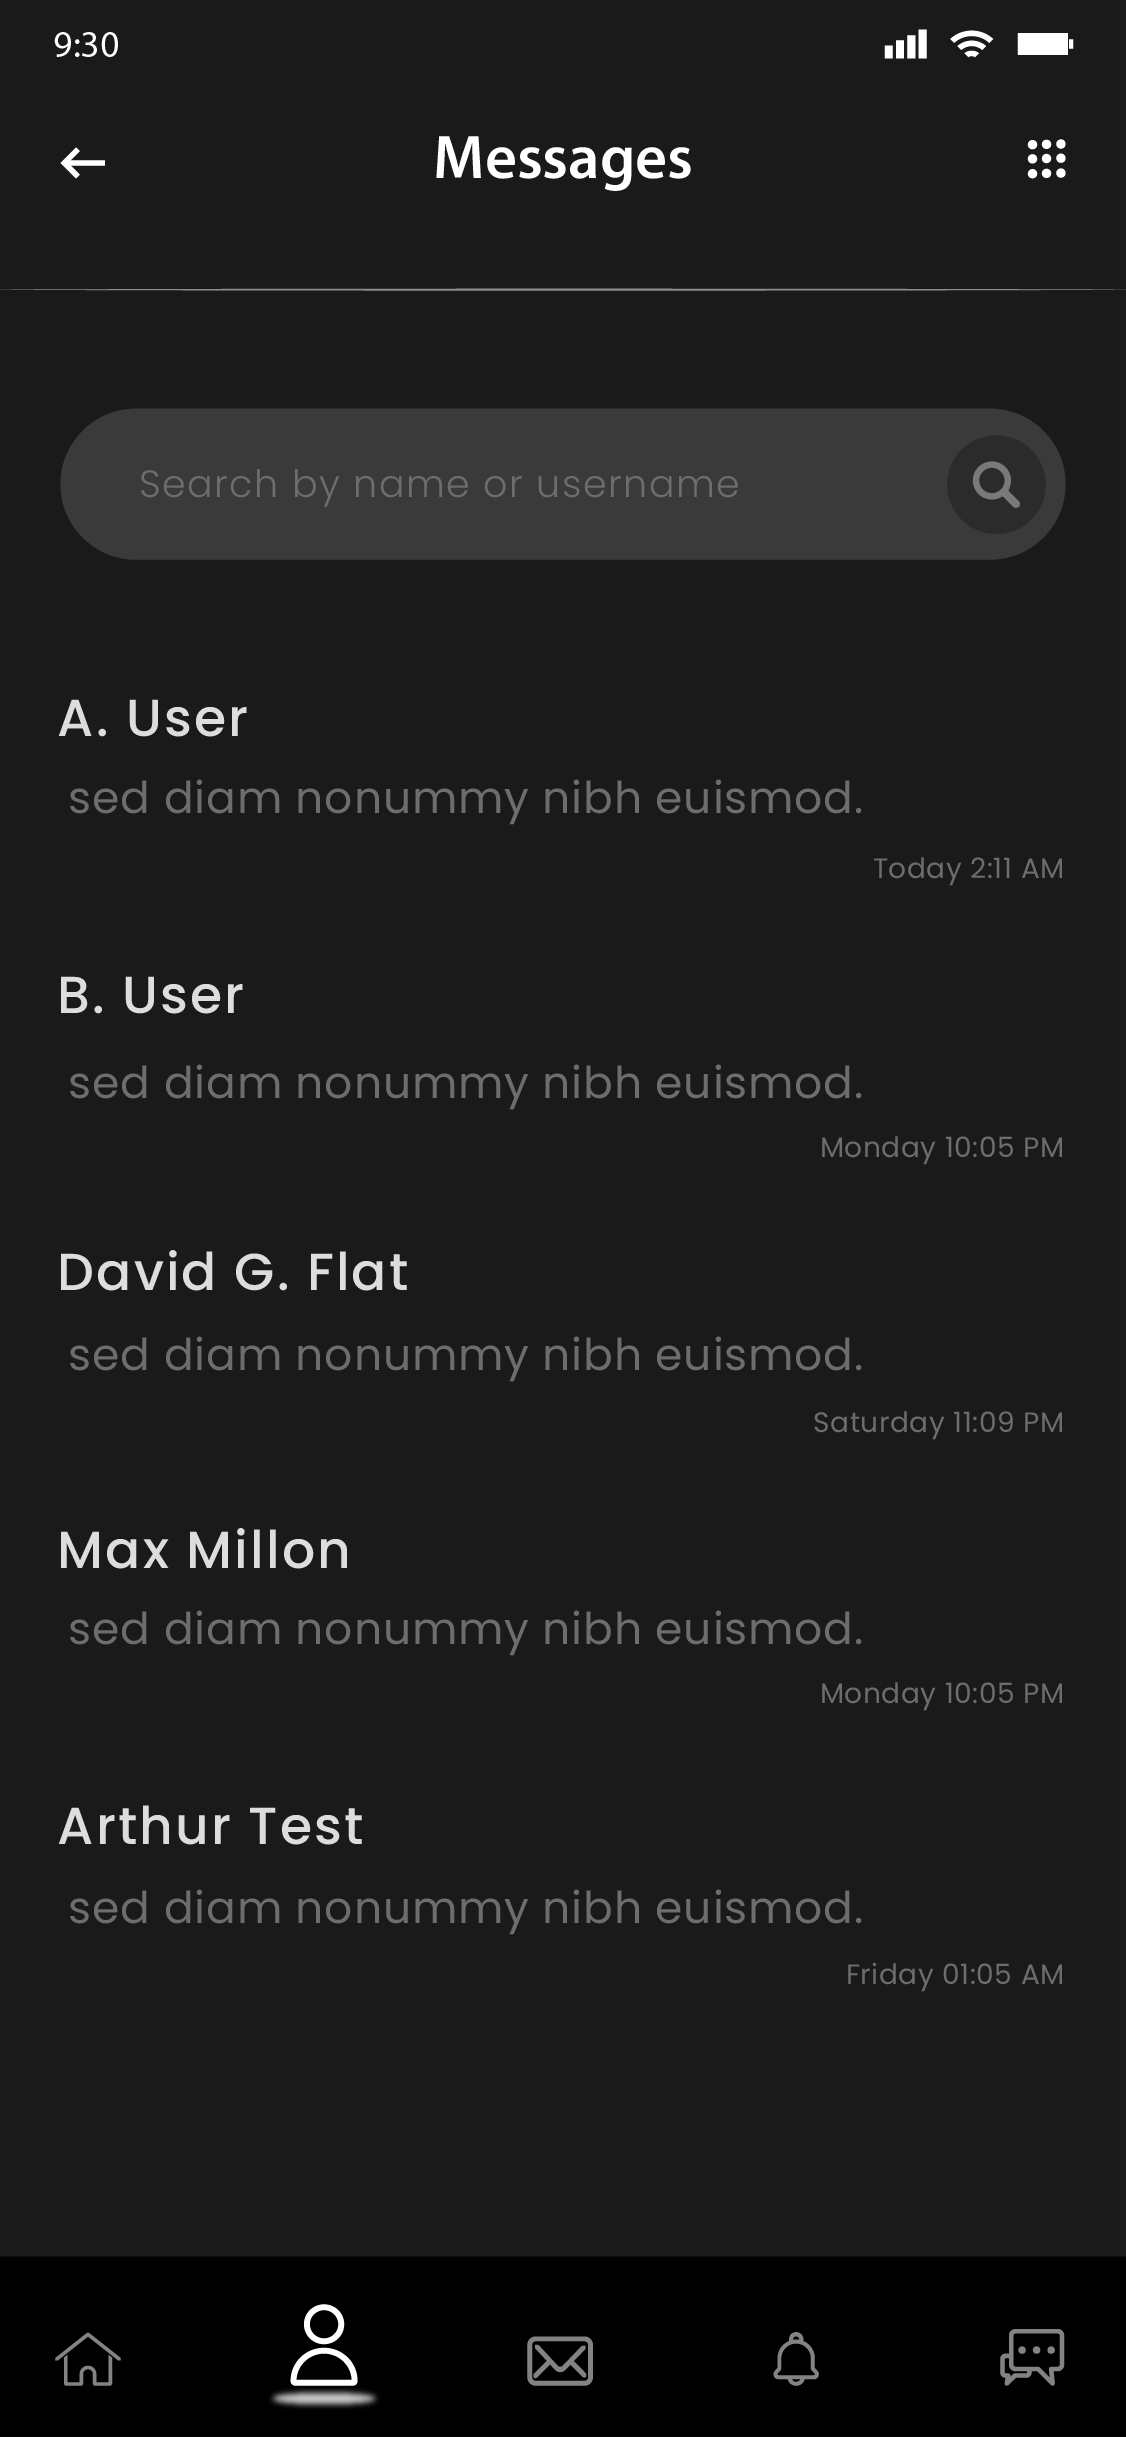 9:30
Messages
Search by name or username
A. User
sed diam nonummy nibh euismod.
Today 2:11 AM
B. User
sed diam nonummy nibh euismod.
Monday 10:05 PM
David G. Flat
sed diam nonummy nibh euismod.
Saturday 11:09 PM
Max Millon
sed diam nonummy nibh euismod.
Monday 10:05 PM
Arthur Test
sed diam nonummy nibh euismod.
Friday 01:05 AM